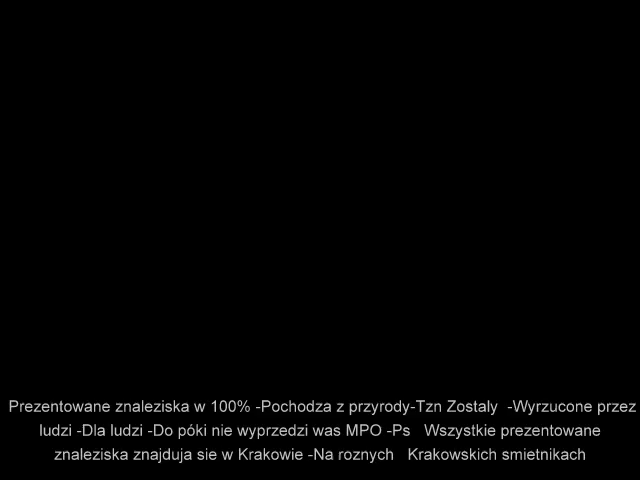 Prezentowane znaleziska w 100% -Pochodza z przyrody-Tzn Zostaly  -Wyrzucone przez
ludzi -Dla ludzi -Do póki nie wyprzedzi was MPO -Ps   Wszystkie prezentowane
znaleziska znajduja sie w Krakowie -Na roznych   Krakowskich smietnikach